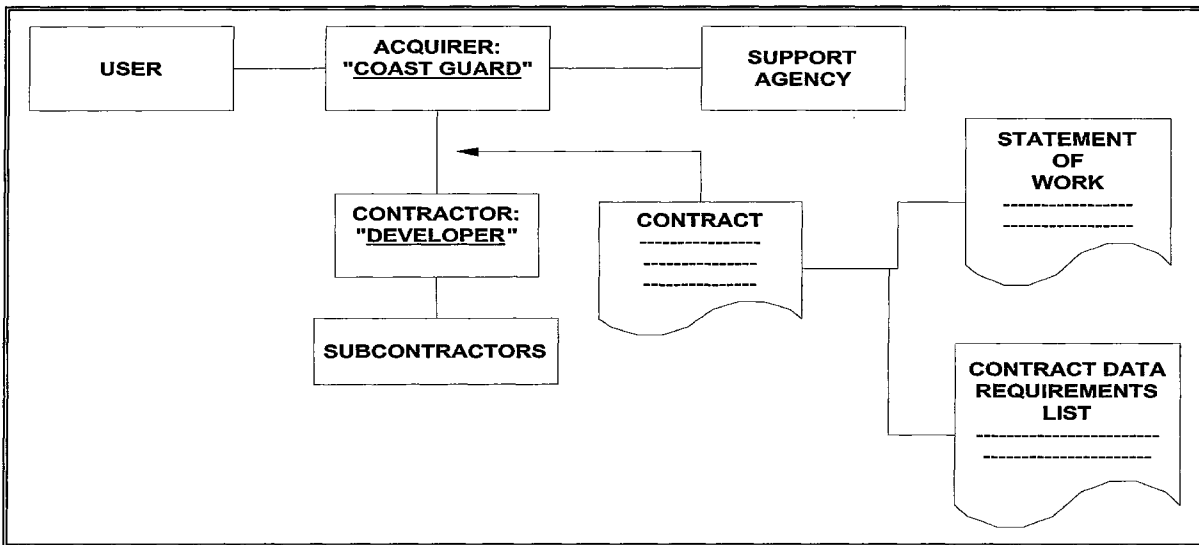 USER
ACQUIRER:
"COAST GUARD"
SUPPORT
AGENCY
CONTRACTOR:
"DEVELOPER"
SUBCONTRACTORS
CONTRACT
STATEMENT
OF
WORK
CONTRACT DATA
REQUIREMENTS
LIST